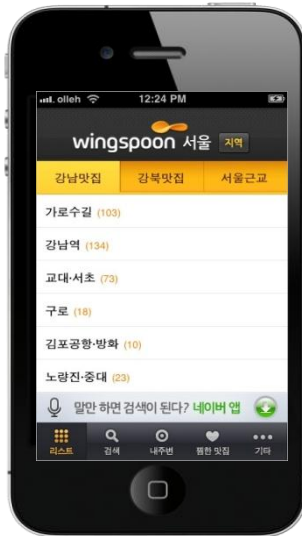 olleh 12:24 PM
wingspoon 서울 지역
강남맛집 강북맛집 서울근교
가로수길 (103)
강남역 (134)
교대·서초 (73)
구로 (18)
김포공항·방화 (10)
노량진·중대 (23)
말만 하면 검색이 된다? 네이버 앱
리스트 검색 내주변 찜한 맛집 기타